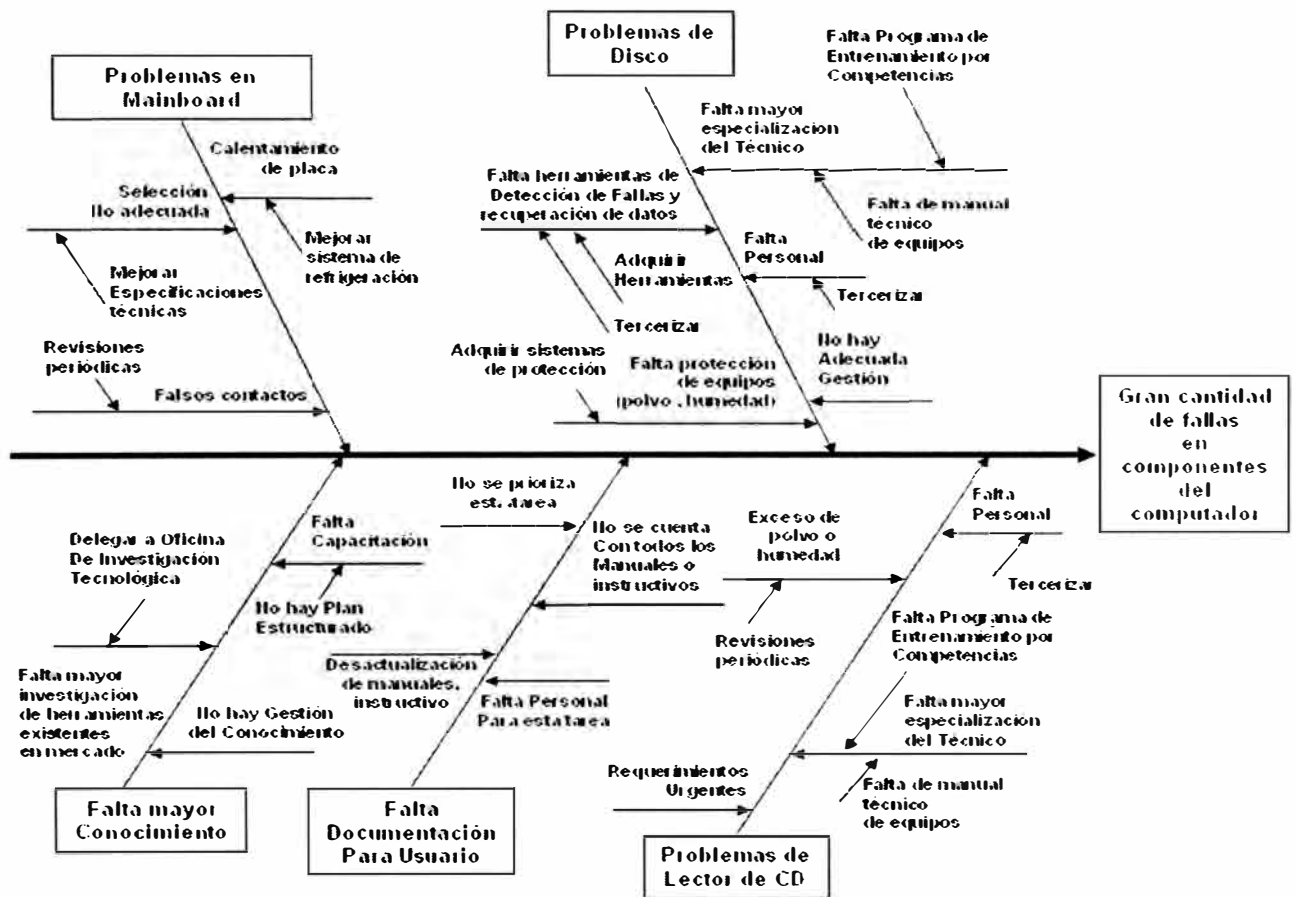 Problemas en
Mainboard
Calentamiento
de placa
Selección
No adecuada
Mejorar
sistema de
refrigeración
Mejorar
Especificaciones
técnicas
Revisiones
periódicas
Falsos contactos
Problemas de
Disco
Falta Programa de
Entrenamiento por
Competencias
Falta mayor
especialización
del Técnico
Falta herramientas de
Detección de Fallas y
recuperación de datos
Falta de manual
técnico
de equipos
Falta
Personal
Adquirir
Herramientas
Tercerizar
Tercerizar
Adquirir sistemas
de protección
Falta protección
de equipos
(polvo , humedad)
No hay
Adecuada
Gestión
Gran cantidad
de fallas
en
componentes
del
computador
Delegar a Oficina
De Investigación
Tecnológica
Falta
Capacitación
No hay Plan
Estructurado
Falta mayor
investigación
de herramientas
existentes
en mercado
No hay Gestión
del Conocimiento
Falta mayor
Conocimiento
No se prioriza
esta tarea
No se cuenta
Con todos los
Manuales o
instructivos
Desactualización
de manuales,
instructivo
Falta Personal
Para esta tarea
Falta
Documentación
Para Usuario
Exceso de
polvo o
humedad
Falta
Personal
Tercerizar
Revisiones
periódicas
Falta Programa de
Entrenamiento por
Competencias
Falta mayor
especialización
del Técnico
Requerimientos
Urgentes
Falta de manual
técnico
de equipos
Problemas de
Lector de CD